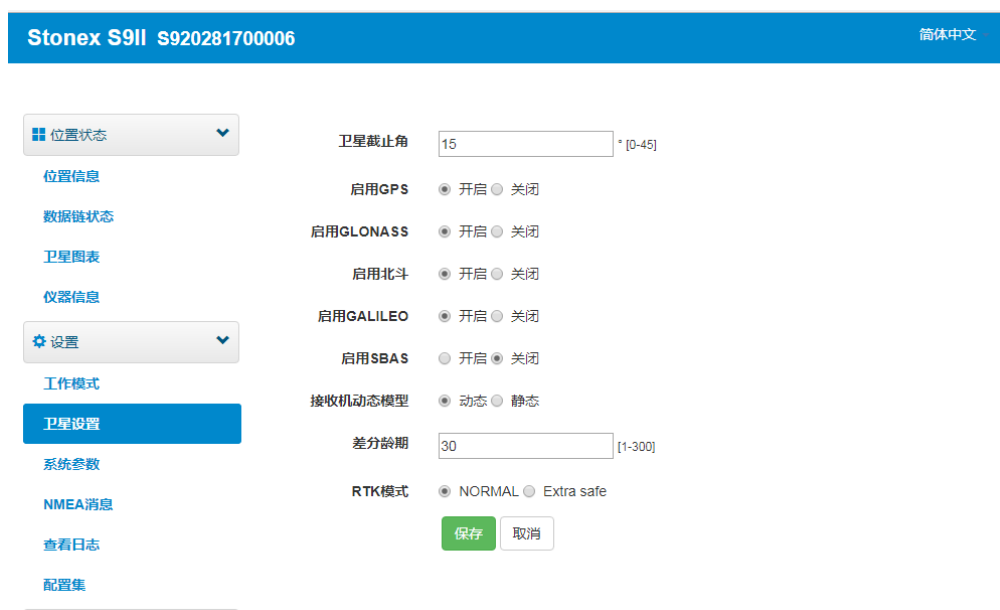 Stonex S9II S920281700006
简体中文
位置状态
位置信息
数据链状态
卫星图表
仪器信息
设置
工作模式
卫星设置
系统参数
NMEA消息
查看日志
配置集
卫星截止角 15 ° [0-45]
启用GPS 开启 关闭
启用GLONASS 开启 关闭
启用北斗 开启 关闭
启用GALILEO 开启 关闭
启用SBAS 开启 关闭
接收机动态模型 动态 静态
差分龄期 30 [1-300]
RTK模式 NORMAL Extra safe
保存 取消